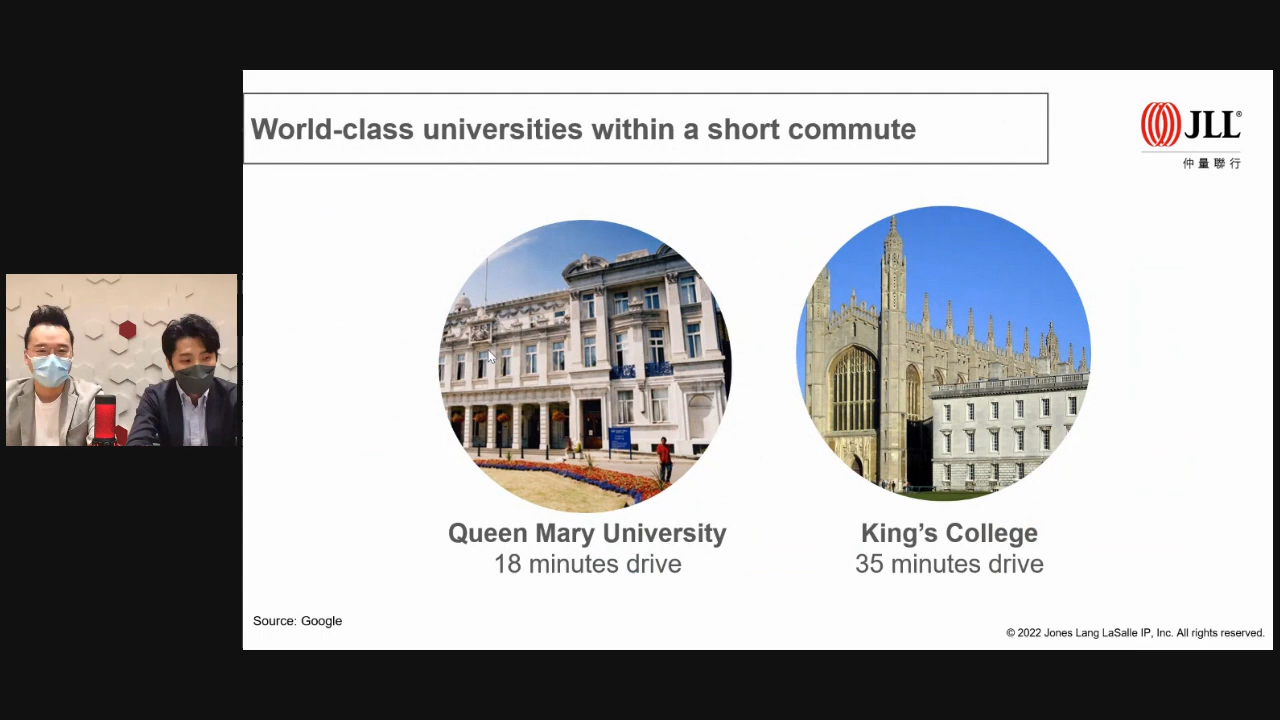 World-class universities within a short commute
JLL®
仲量聯行
Queen Mary University
18 minutes drive
King's College
35 minutes drive
Source: Google
© 2022 Jones Lang LaSalle IP, Inc. All rights reserved.